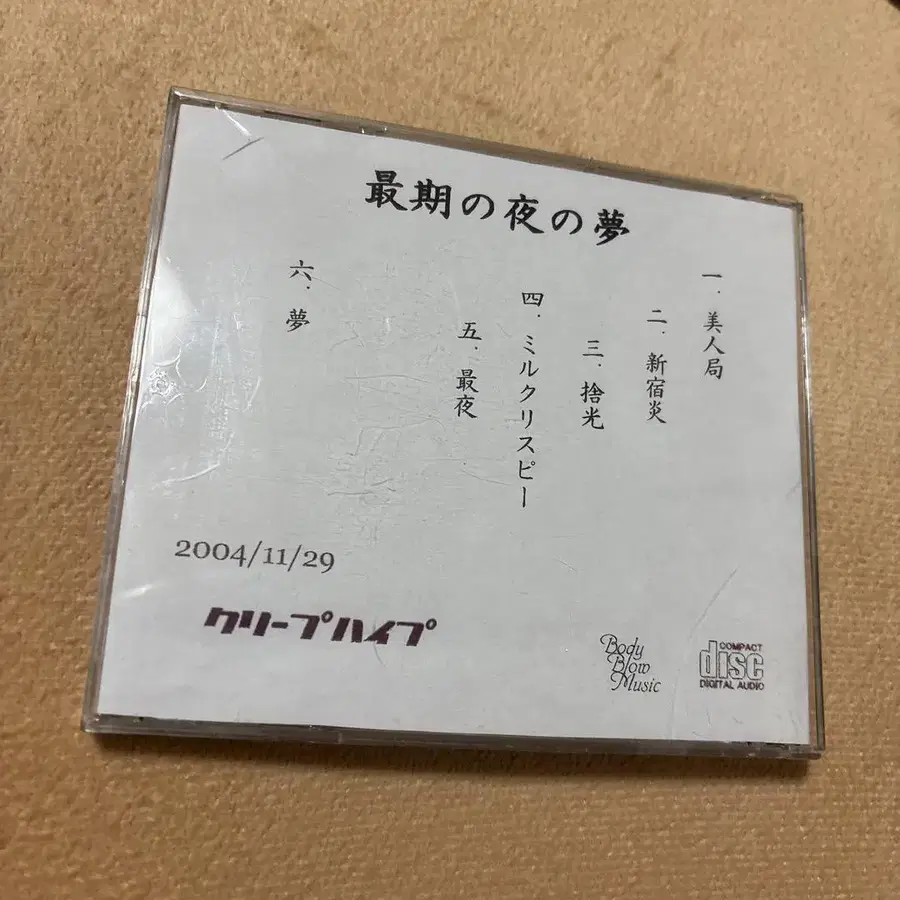 最期の夜の夢
一．美人局
二．新宿炎
三．捨光
四．ミルクリスピー
五．最夜
六．夢
2004/11/29
クリープハイプ
Body
Blow
Music
COMPACT
disc
DIGITAL AUDIO